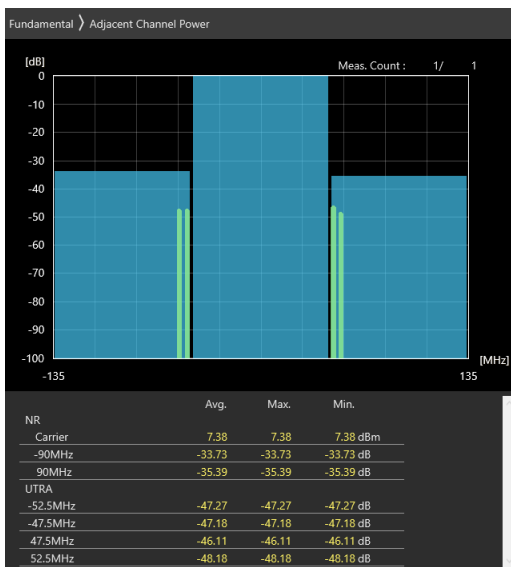 Fundamental 〉 Adjacent Channel Power
[dB] Meas. Count : 1/ 1
0
-10
-20
-30
-40
-50
-60
-70
-80
-90
-100 [MHz]
-135 135
Avg. Max. Min.
NR
Carrier 7.38 7.38 7.38 dBm
-90MHz -33.73 -33.73 -33.73 dB
90MHz -35.39 -35.39 -35.39 dB
UTRA
-52.5MHz -47.27 -47.27 -47.27 dB
-47.5MHz -47.18 -47.18 -47.18 dB
47.5MHz -46.11 -46.11 -46.11 dB
52.5MHz -48.18 -48.18 -48.18 dB